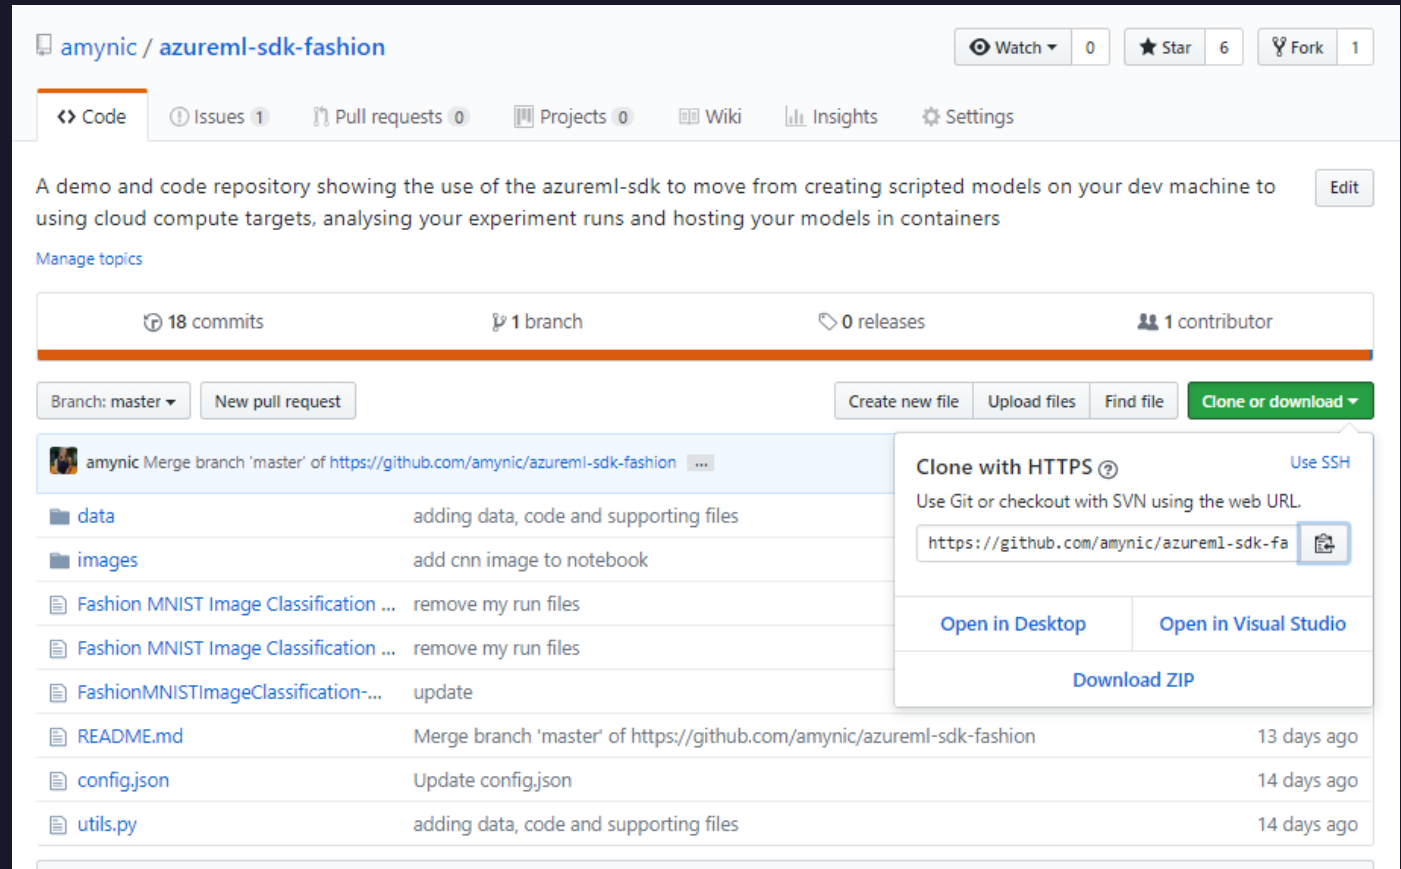 amynic / azureml-sdk-fashion
Watch 0 Star 6 Fork 1
Code Issues 1 Pull requests 0 Projects 0 Wiki Insights Settings
A demo and code repository showing the use of the azureml-sdk to move from creating scripted models on your dev machine to
using cloud compute targets, analysing your experiment runs and hosting your models in containers
Edit
Manage topics
18 commits 1 branch 0 releases 1 contributor
Branch: master New pull request Create new file Upload files Find file Clone or download
amynic Merge branch 'master' of https://github.com/amynic/azureml-sdk-fashion ...
Clone with HTTPS ? Use SSH
Use Git or checkout with SVN using the web URL.
https://github.com/amynic/azureml-sdk-fa
Open in Desktop Open in Visual Studio
Download ZIP
data adding data, code and supporting files
images add cnn image to notebook
Fashion MNIST Image Classification ... remove my run files
Fashion MNIST Image Classification ... remove my run files
FashionMNISTImageClassification-... update
README.md Merge branch 'master' of https://github.com/amynic/azureml-sdk-fashion 13 days ago
config.json Update config.json 14 days ago
utils.py adding data, code and supporting files 14 days ago